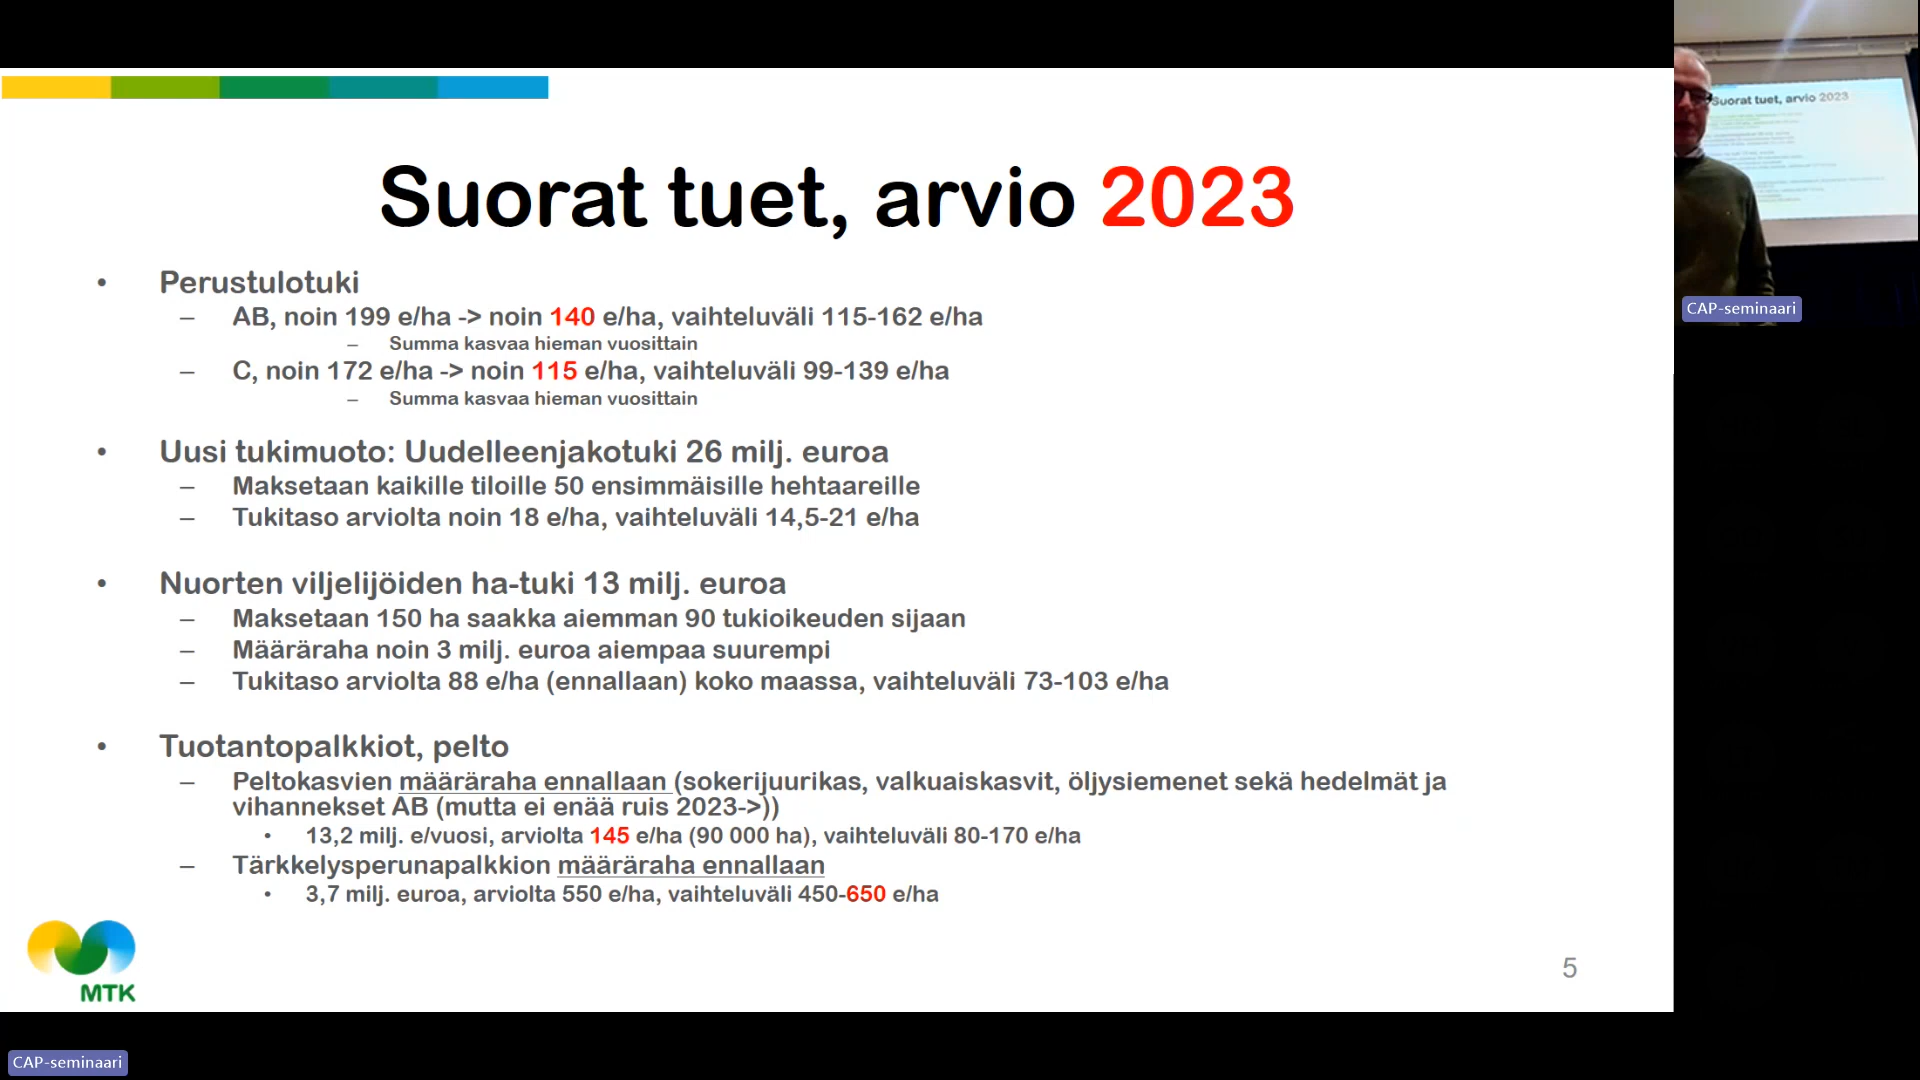 Suorat tuet, arvio 2023
• Perustulotuki
– AB, noin 199 e/ha -> noin 140 e/ha, vaihteluväli 115-162 e/ha
– Summa kasvaa hieman vuosittain
– C, noin 172 e/ha -> noin 115 e/ha, vaihteluväli 99-139 e/ha
– Summa kasvaa hieman vuosittain
• Uusi tukimuoto: Uudelleenjakotuki 26 milj. euroa
– Maksetaan kaikille tiloille 50 ensimmäisille hehtaareille
– Tukitaso arviolta noin 18 e/ha, vaihteluväli 14,5-21 e/ha
• Nuorten viljelijöiden ha-tuki 13 milj. euroa
– Maksetaan 150 ha saakka aiemman 90 tukioikeuden sijaan
– Määräraha noin 3 milj. euroa aiempaa suurempi
– Tukitaso arviolta 88 e/ha (ennallaan) koko maassa, vaihteluväli 73-103 e/ha
• Tuotantopalkkiot, pelto
– Peltokasvien määräraha ennallaan (sokerijuurikas, valkuaiskasvit, öljysiemenet sekä hedelmät ja
vihannekset AB (mutta ei enää ruis 2023->))
• 13,2 milj. e/vuosi, arviolta 145 e/ha (90 000 ha), vaihteluväli 80-170 e/ha
– Tärkkelysperunapalkkion määräraha ennallaan
• 3,7 milj. euroa, arviolta 550 e/ha, vaihteluväli 450-650 e/ha
MTK
5
Suorat tuet, arvio 2023
CAP-seminaari
CAP-seminaari